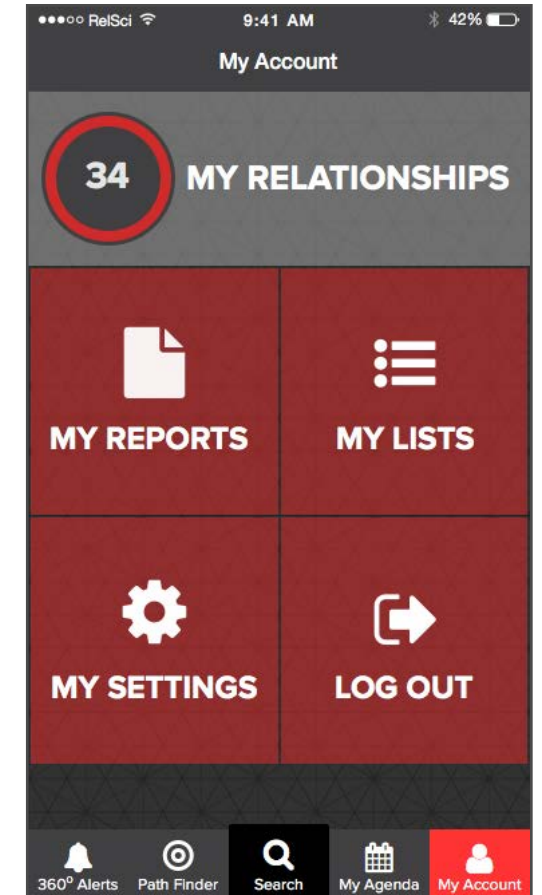 RelSci 9:41 AM 42%
My Account
34 MY RELATIONSHIPS
MY REPORTS MY LISTS
MY SETTINGS LOG OUT
360° Alerts Path Finder Search My Agenda My Account